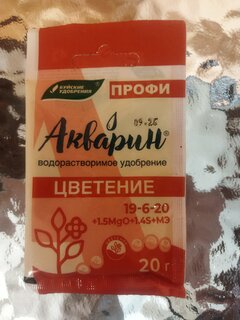 БУЙСКИЕ
УДОБРЕНИЯ
ПРОФИ
09.26
Акварин®
водорастворимое удобрение
ЦВЕТЕНИЕ
19-6-20
+1.5MgO+1.4S+МЭ
20 г